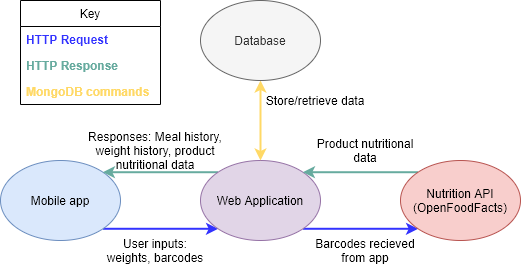 Key
HTTP Request
HTTP Response
MongoDB commands
Database
Store/retrieve data
Responses: Meal history,
weight history, product
nutritional data
Product nutritional
data
Mobile app
Web Application
Nutrition API
(OpenFoodFacts)
User inputs:
weights, barcodes
Barcodes recieved
from app